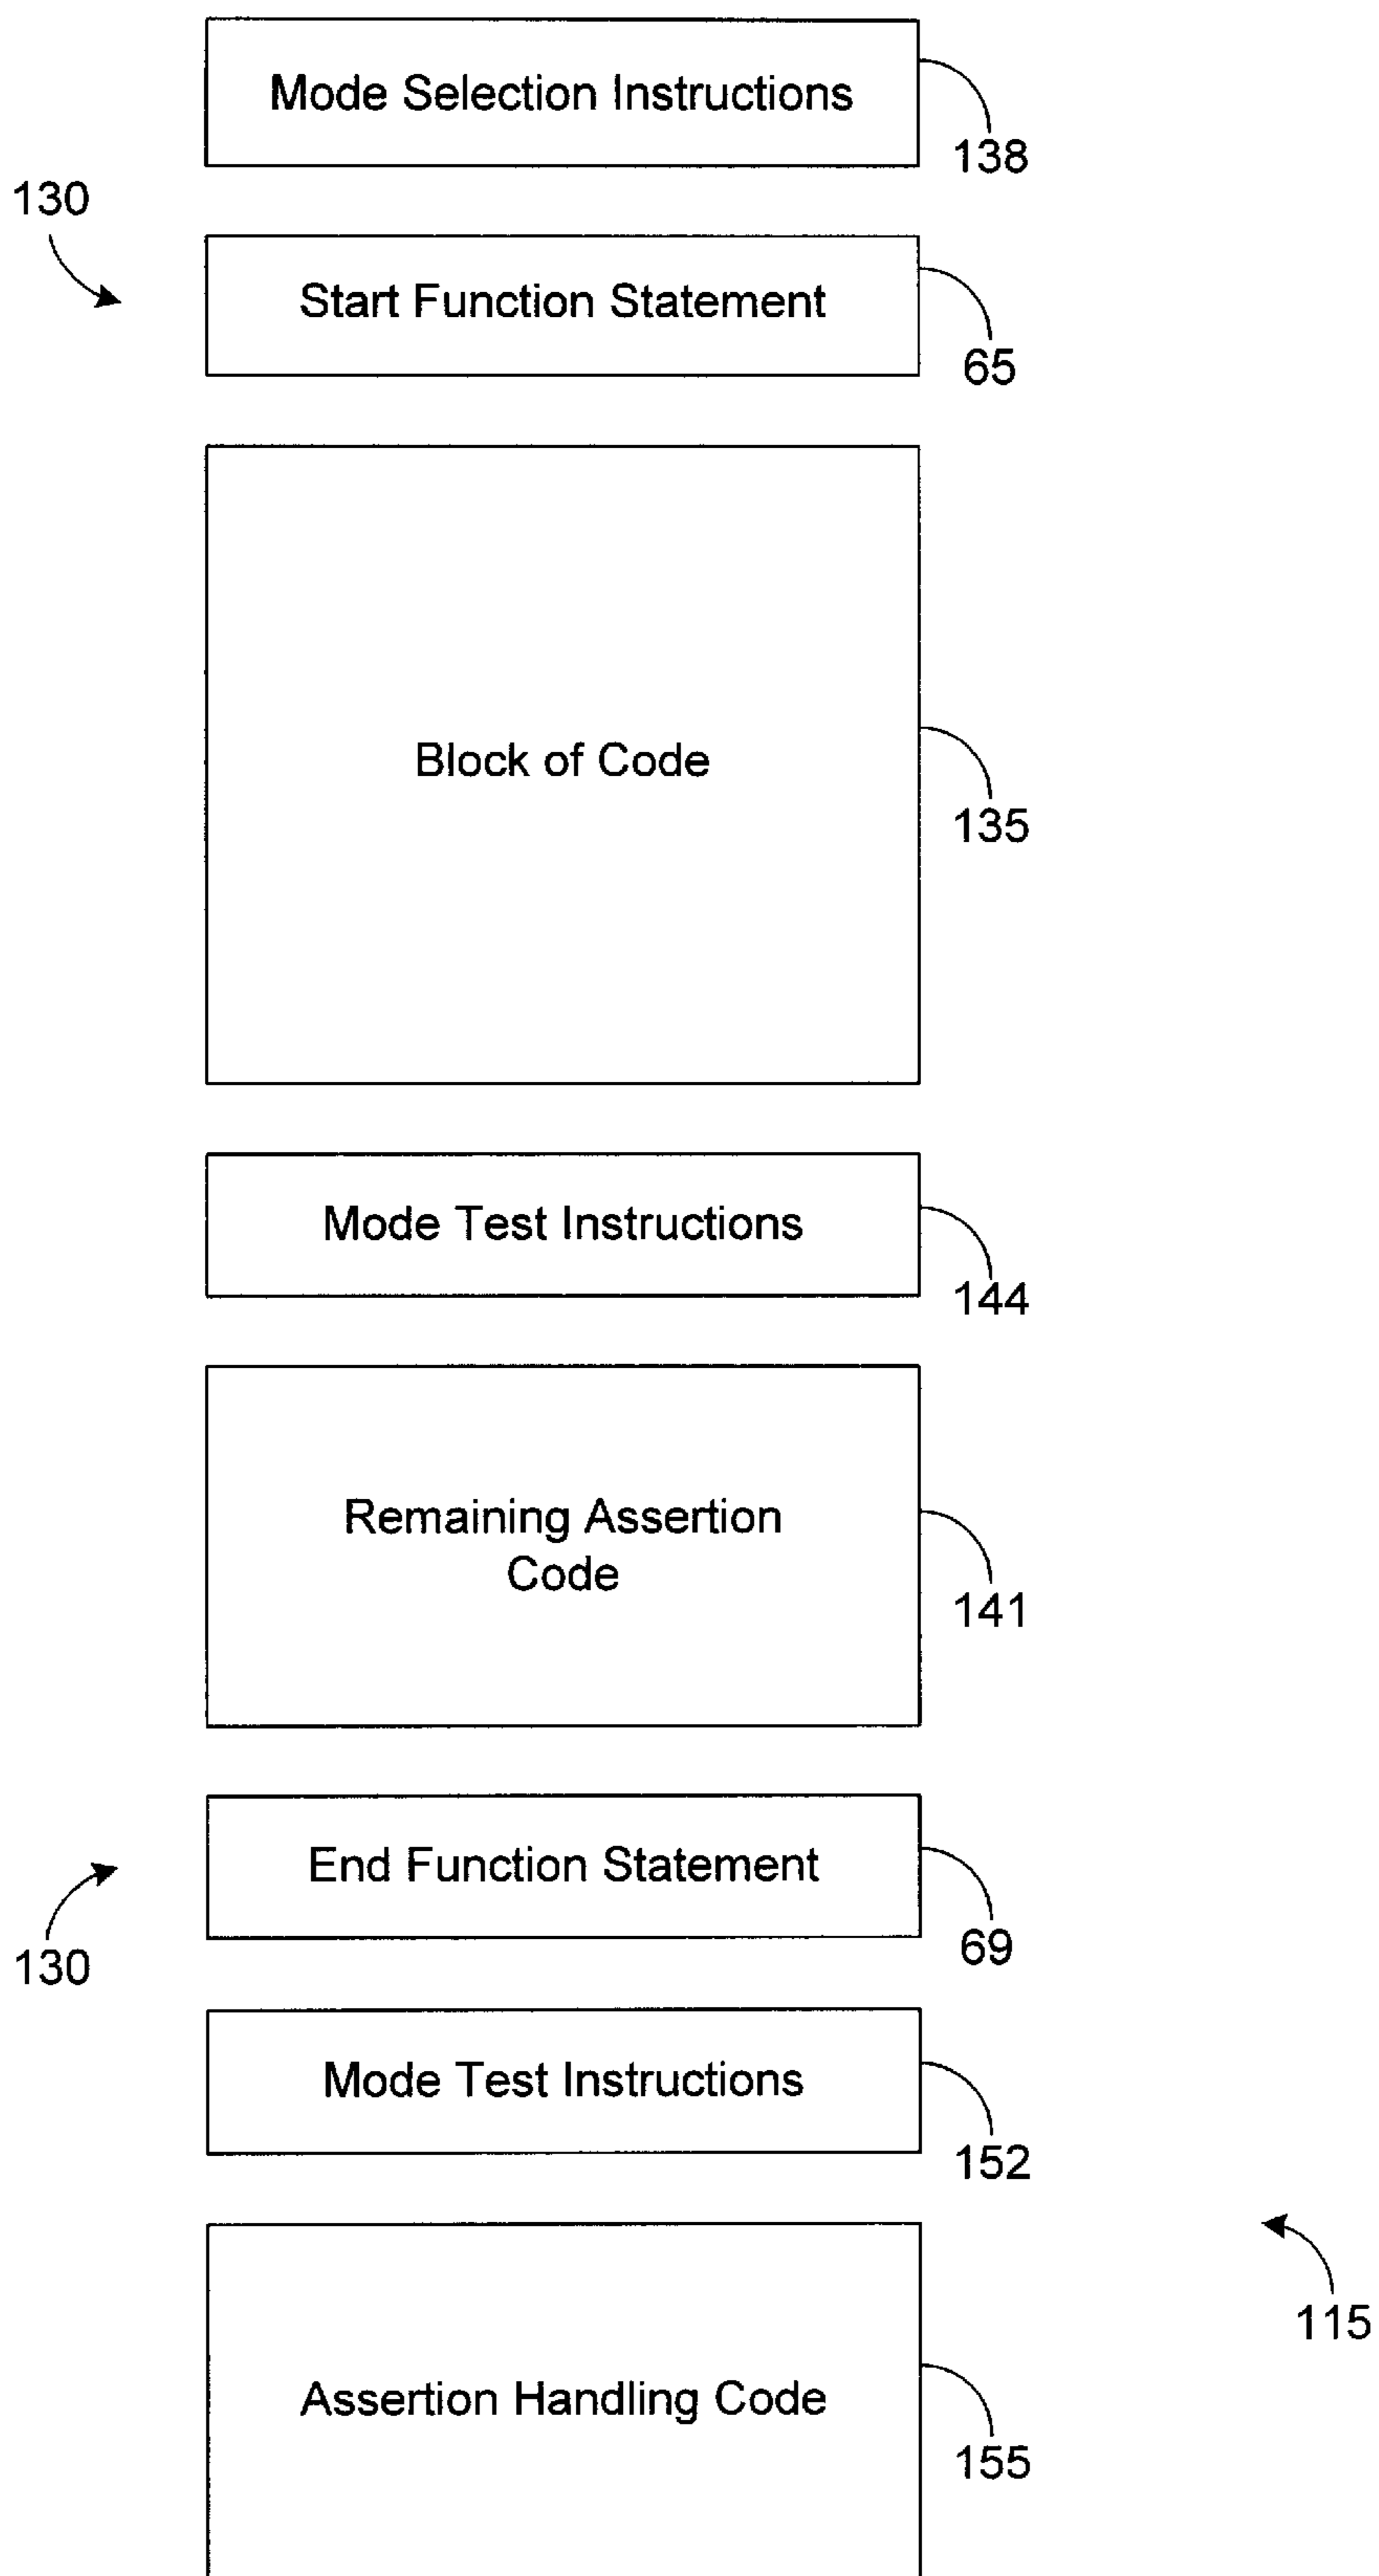 Mode Selection Instructions
138
130
Start Function Statement
65
Block of Code
135
Mode Test Instructions
144
Remaining Assertion
Code
141
End Function Statement
69
130
Mode Test Instructions
152
115
Assertion Handling Code
155